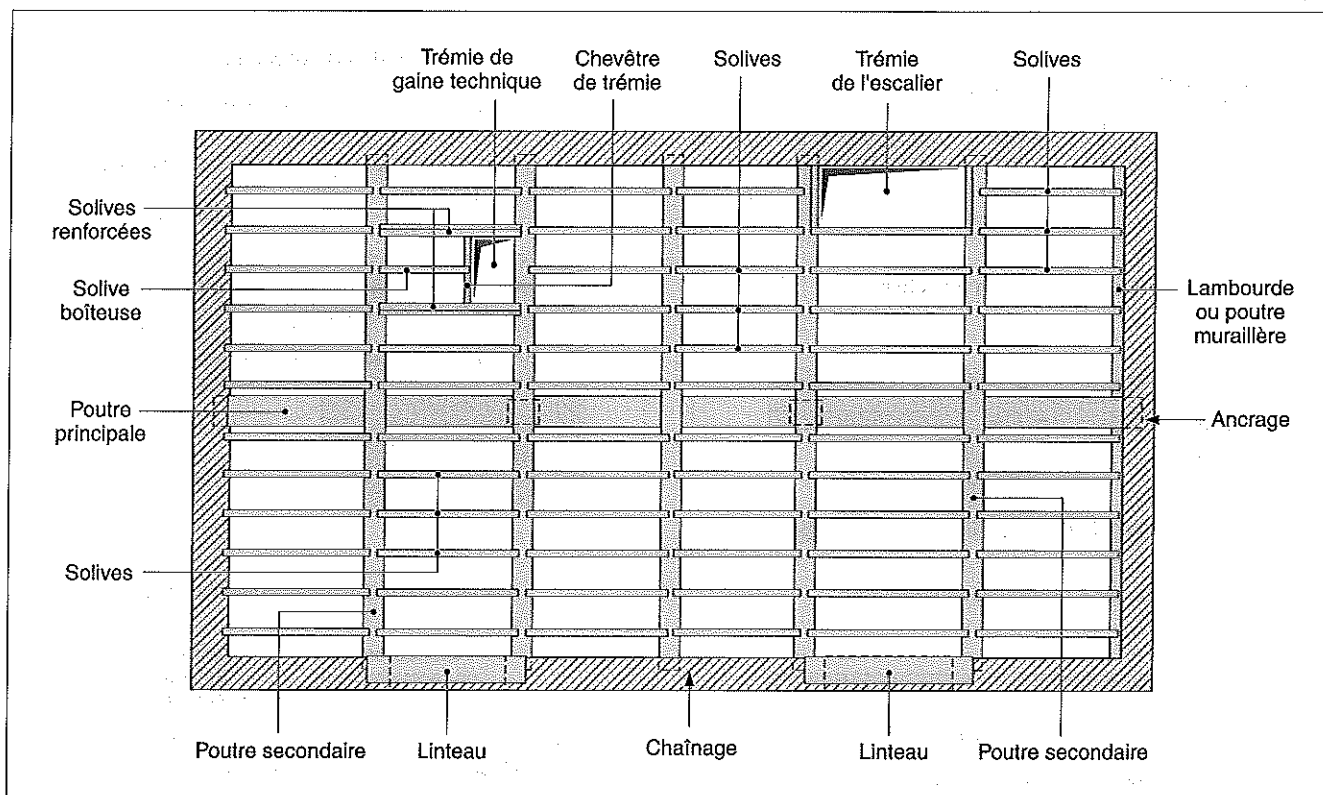 Trémie de
gaine technique
Chevêtre
de trémie
Solives
Trémie
de l'escalier
Solives
Solives
renforcées
Solive
boîteuse
Lambourde
ou poutre
muraillère
Poutre
principale
Ancrage
Solives
Poutre secondaire
Linteau
Chaînage
Linteau
Poutre secondaire